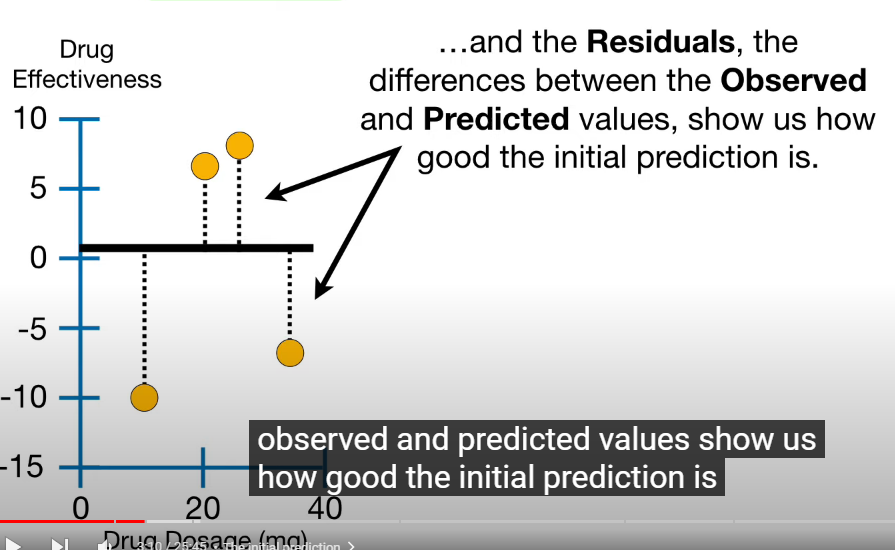 Drug
Effectiveness
…and the Residuals, the
differences between the Observed
and Predicted values, show us how
good the initial prediction is.
10
5
0
-5
-10
-15
observed and predicted values show us
how good the initial prediction is
0 20 40
Drug Dosage (mg)
3:10 / 25:45 · The initial prediction >